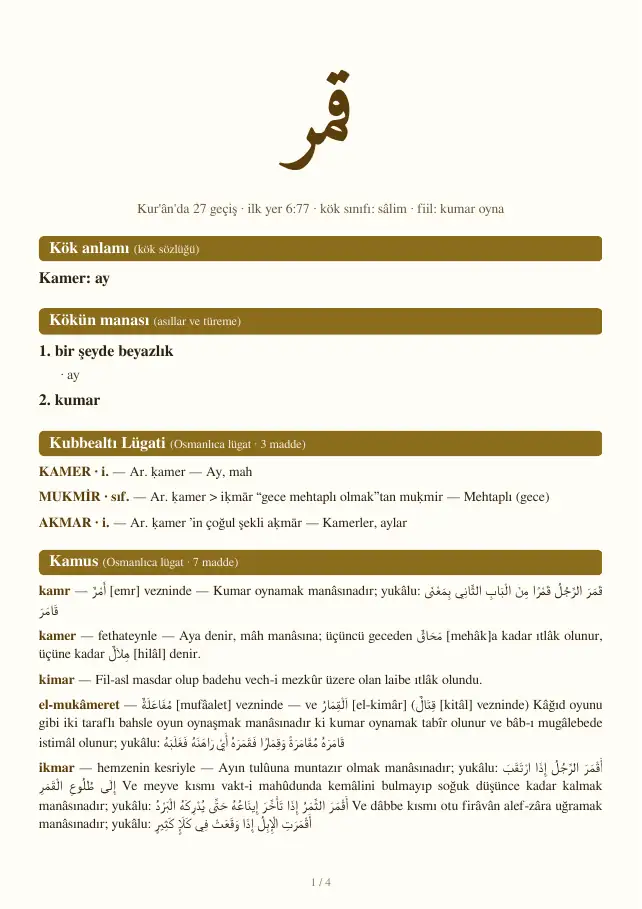 قمر
Kur'ân'da 27 geçiş · ilk yer 6:77 · kök sınıfı: sâlim · fiil: kumar oyna
Kök anlamı (kök sözlüğü)
Kamer: ay
Kökün manası (asıllar ve türeme)
1. bir şeyde beyazlık
· ay
2. kumar
Kubbealtı Lügati (Osmanlıca lügat · 3 madde)
KAMER · i. — Ar. ḳamer — Ay, mah
MUKMİR · sıf. — Ar. ḳamer > iḳmār “gece mehtaplı olmak”tan muḳmir — Mehtaplı (gece)
AKMAR · i. — Ar. ḳamer ’in çoğul şekli aḳmār — Kamerler, aylar
Kamus (Osmanlıca lügat · 7 madde)
kamr — أَمْرٌ [emr] vezninde — Kumar oynamak manâsınadır; yukâlu: قَمَرَ الرَّجُلُ قَمْرًا مِنَ الْبَابِ الثَّانِي بِمَعْنَى
قَامَرَ
kamer — fethateynle — Aya denir, mâh manâsına; üçüncü geceden مَحَاقٌ [mehâk]a kadar ıtlâk olunur,
üçüne kadar هِلَالٌ [hilâl] denir.
kimar — Fil-asl masdar olup badehu vech-i mezkûr üzere olan laibe ıtlâk olundu.
el-mukâmeret — مُفَاعَلَةٌ [mufâalet] vezninde — ve اَلْقِمَارُ [el-kimâr] (قِتَالٌ [kitâl] vezninde) Kâğıd oyunu
gibi iki taraflı bahsle oyun oynaşmak manâsınadır ki kumar oynamak tabîr olunur ve bâb-ı mugâlebede
istimâl olunur; yukâlu: قَامَرَهُ مُقَامَرَةً وَقِمَارًا فَقَمَرَهُ أَيْ رَاهَنَهُ فَغَلَبَهُ
ikmar — hemzenin kesriyle — Ayın tulûuna muntazır olmak manâsınadır; yukâlu: أَقْمَرَ الرَّجُلُ إِذَا ارْتَقَبَ
إِلَى طُلُوعِ الْقَمَرِ Ve meyve kısmı vakt-i mahûdunda kemâlini bulmayıp soğuk düşünce kadar kalmak
manâsınadır; yukâlu: أَقْمَرَ الثَّمَرُ إِذَا تَأَخَّرَ إِينَاعُهُ حَتَّى يُدْرِكَهُ الْبَرْدُ Ve dâbbe kısmı otu firâvân alef-zâra uğramak
manâsınadır; yukâlu: أَقْمَرَتِ الْإِبِلُ إِذَا وَقَعَتْ فِي كَلَإٍ كَثِيرٍ
1 / 4